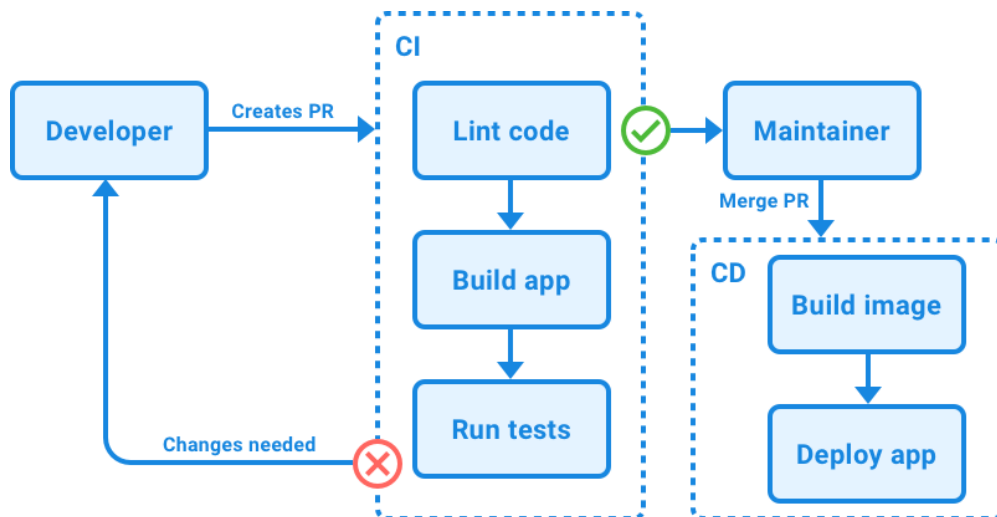 CI
Developer
Creates PR
Lint code
Maintainer
Merge PR
Build app
CD
Build image
Run tests
Changes needed
Deploy app